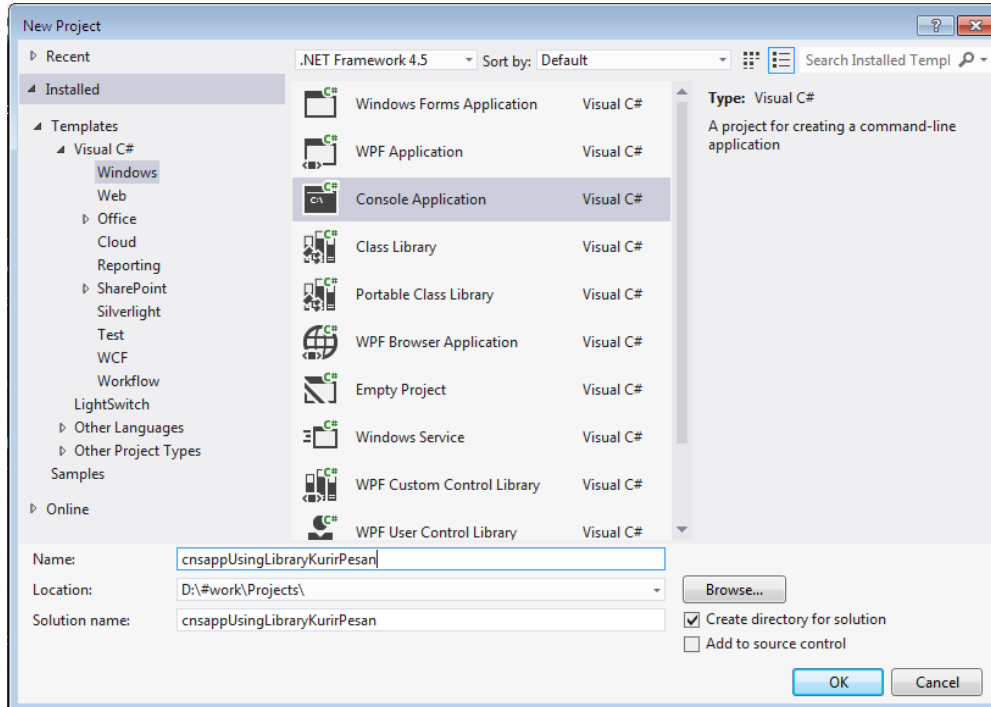 New Project
Recent
.NET Framework 4.5
Sort by: Default
Search Installed Templ
Installed
Templates
Visual C#
Windows
Web
Office
Cloud
Reporting
SharePoint
Silverlight
Test
WCF
Workflow
LightSwitch
Other Languages
Other Project Types
Samples
Online
C# Windows Forms Application Visual C#
C# WPF Application Visual C#
C# C:\ Console Application Visual C#
C# Class Library Visual C#
C# Portable Class Library Visual C#
C# WPF Browser Application Visual C#
C# Empty Project Visual C#
C# Windows Service Visual C#
C# WPF Custom Control Library Visual C#
C# WPF User Control Library Visual C#
Type: Visual C#
A project for creating a command-line
application
Name: cnsappUsingLibraryKurirPesan
Location: D:\#work\Projects\
Browse...
Solution name: cnsappUsingLibraryKurirPesan
Create directory for solution
Add to source control
OK
Cancel